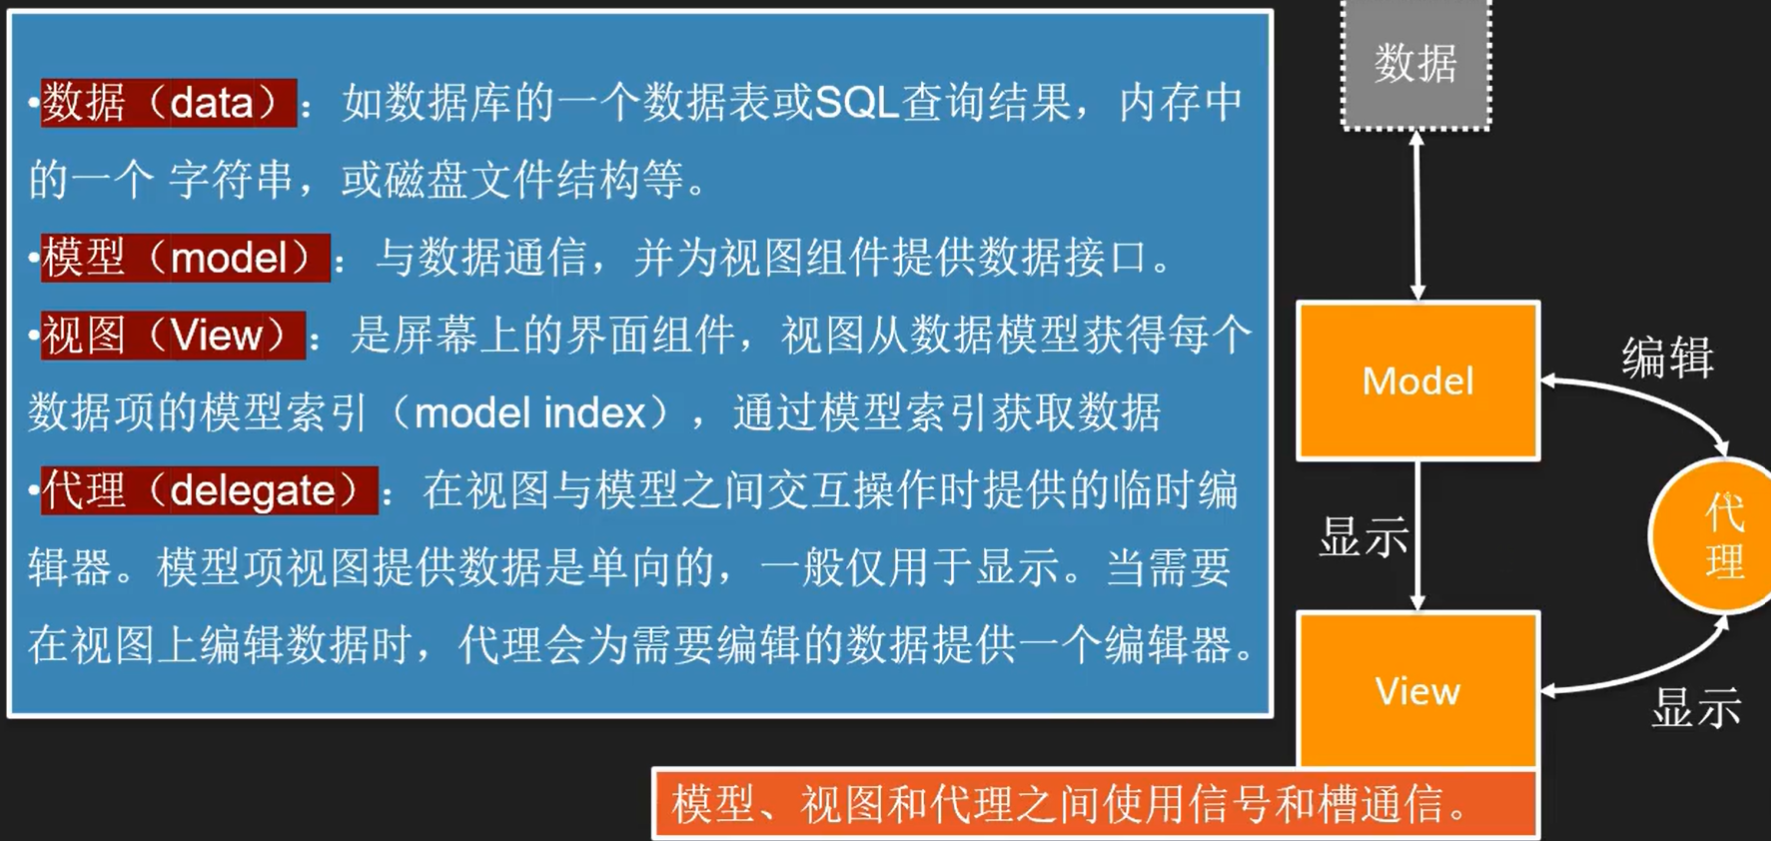 •数据（data）：如数据库的一个数据表或SQL查询结果，内存中
的一个 字符串，或磁盘文件结构等。
•模型（model）：与数据通信，并为视图组件提供数据接口。
•视图（View）：是屏幕上的界面组件，视图从数据模型获得每个
数据项的模型索引（model index），通过模型索引获取数据
•代理（delegate）：在视图与模型之间交互操作时提供的临时编
辑器。模型项视图提供数据是单向的，一般仅用于显示。当需要
在视图上编辑数据时，代理会为需要编辑的数据提供一个编辑器。
数据
Model
编辑
代
理
显示
View
显示
模型、视图和代理之间使用信号和槽通信。